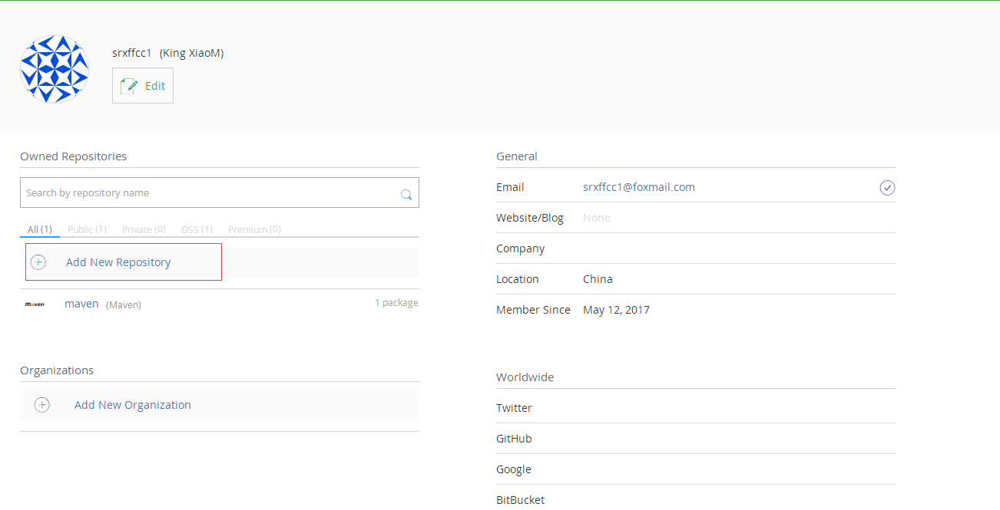 srxffcc1 (King XiaoM)
Edit
Owned Repositories
Search by repository name
All (1) Public (1) Private (0) OSS (1) Premium (0)
Add New Repository
maven maven (Maven) 1 package
Organizations
Add New Organization
General
Email srxffcc1@foxmail.com
Website/Blog None
Company
Location China
Member Since May 12, 2017
Worldwide
Twitter
GitHub
Google
BitBucket